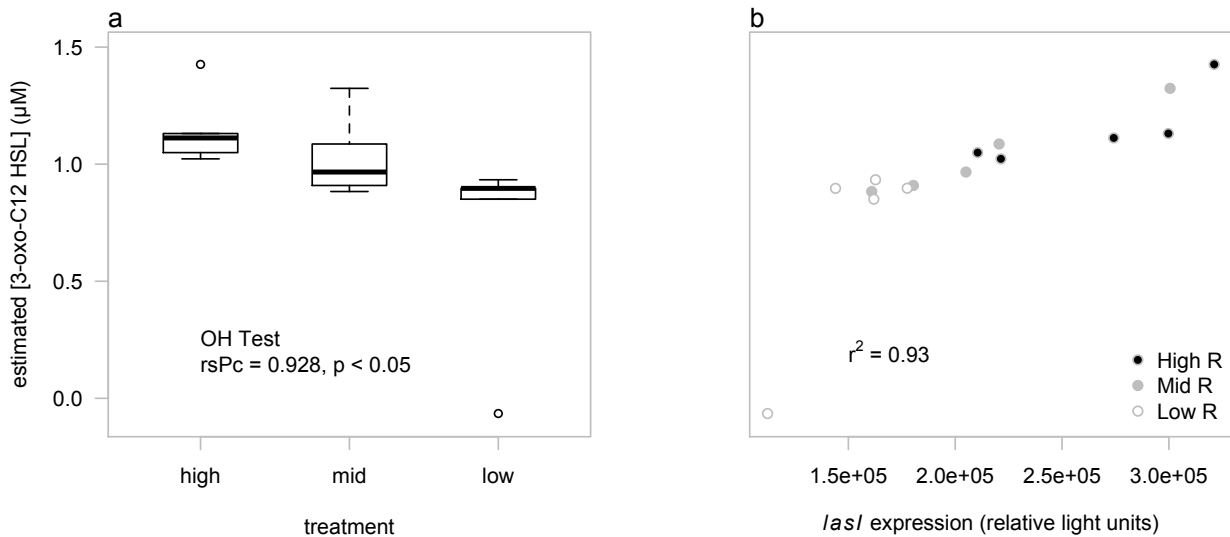 a
estimated [3-oxo-C12 HSL] (µM)
1.5
1.0
0.5
0.0
OH Test
rsPc = 0.928, p < 0.05
high mid low
treatment
b
r² = 0.93
High R
Mid R
Low R
1.5e+05 2.0e+05 2.5e+05 3.0e+05
lasI expression (relative light units)